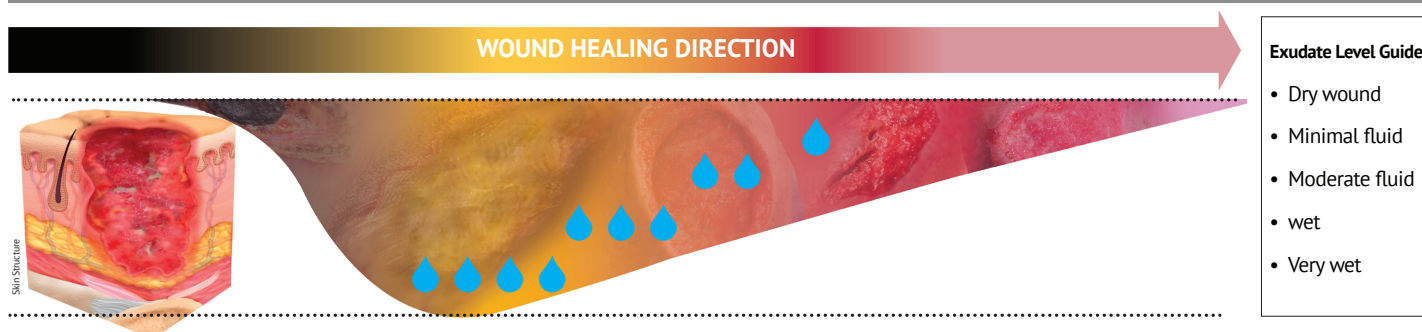 WOUND HEALING DIRECTION
Exudate Level Guide
• Dry wound
• Minimal fluid
• Moderate fluid
• wet
• Very wet
Skin Structure